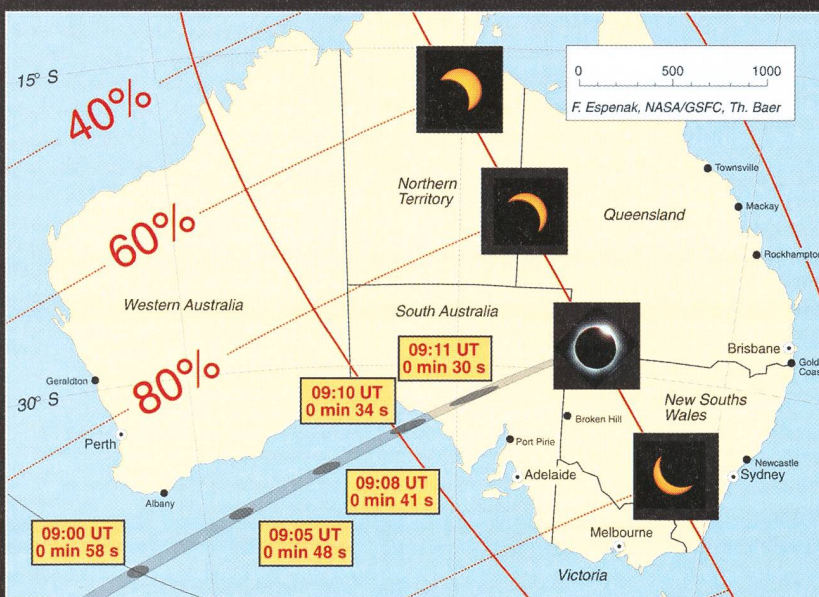 15° S
40%
0 500 1000
F. Espenak, NASA/GSFC, Th. Baer
Townsville
Northern
Territory
Mackay
Queensland
60%
Rockhampton
Western Australia
South Australia
09:11 UT
0 min 30 s
Brisbane
Gold
Coast
80%
Geraldton
09:10 UT
0 min 34 s
30° S
New Souths
Wales
Broken Hill
Perth
Port Pirie
Newcastle
Adelaide
Sydney
09:08 UT
0 min 41 s
Albany
09:00 UT
0 min 58 s
09:05 UT
0 min 48 s
Melbourne
Victoria